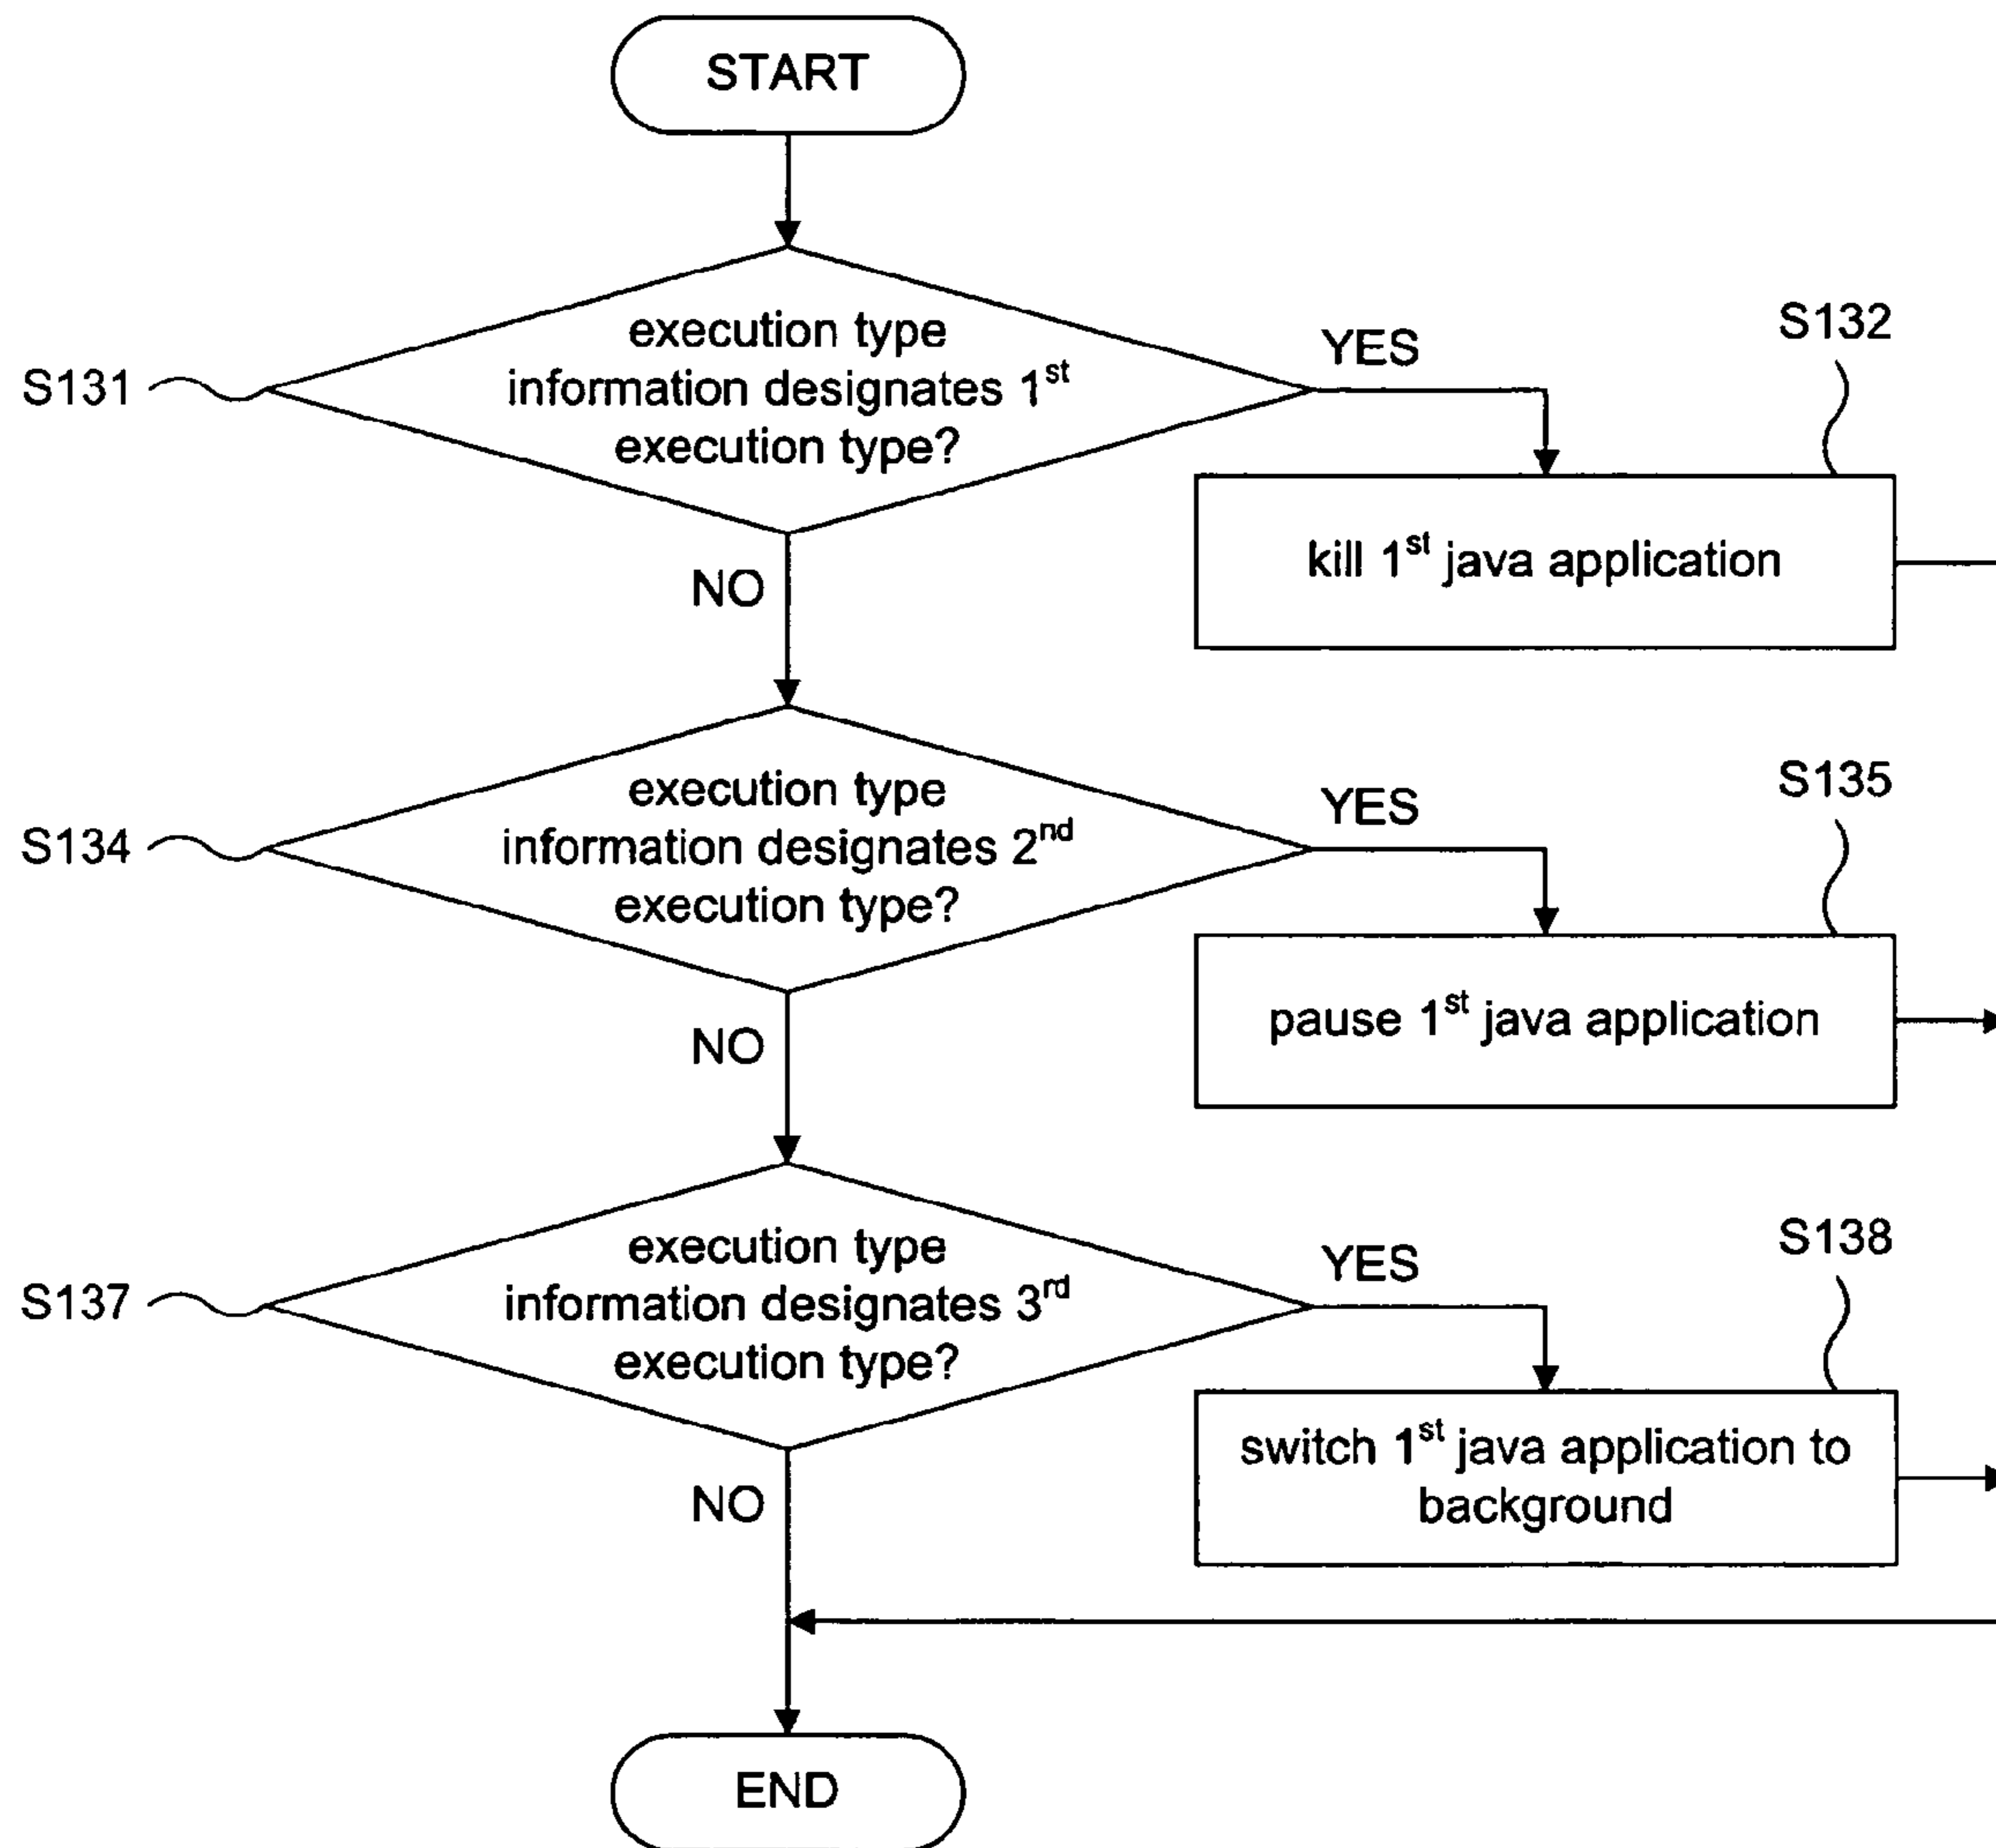 START
execution type
information designates 1st
execution type?
S131
YES
S132
kill 1st java application
NO
execution type
information designates 2nd
execution type?
S134
YES
S135
pause 1st java application
NO
execution type
information designates 3rd
execution type?
S137
YES
S138
switch 1st java application to
background
NO
END